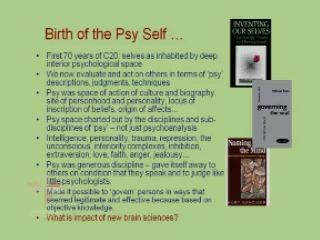 Birth of the Psy Self ...
First 70 years of C20: selves as inhabited by deep
interior psychological space
We now evaluate and act on others in terms of 'psy'
descriptions, judgments, techniques
Psy was space of action of culture and biography,
site of personhood and personality, locus of
inscription of beliefs, origin of affects...
Psy space charted out by the disciplines and sub-
disciplines of 'psy' – not just psychoanalysis
Intelligence, personality, trauma, repression, the
unconscious, inferiority complexes, inhibition,
extraversion, love, faith, anger, jealousy...
Psy was generous discipline – gave itself away to
others on condition that they speak and to judge like
little psychologists.
Made it possible to 'govern' persons in ways that
seemed legitimate and effective because based on
objective knowledge.
What is impact of new brain sciences?
INVENTING
OUR SELVES
governing
the soul
Naming
the Mind
KURT DANZIGER